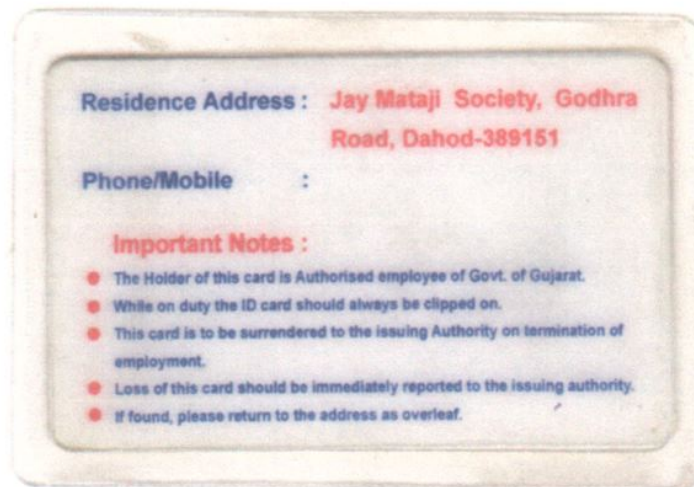 Residence Address : Jay Mataji Society, Godhra
Road, Dahod-389151
Phone/Mobile :
Important Notes :
The Holder of this card is Authorised employee of Govt. of Gujarat.
While on duty the ID card should always be clipped on.
This card is to be surrendered to the issuing Authority on termination of
employment.
Loss of this card should be immediately reported to the issuing authority.
If found, please return to the address as overleaf.